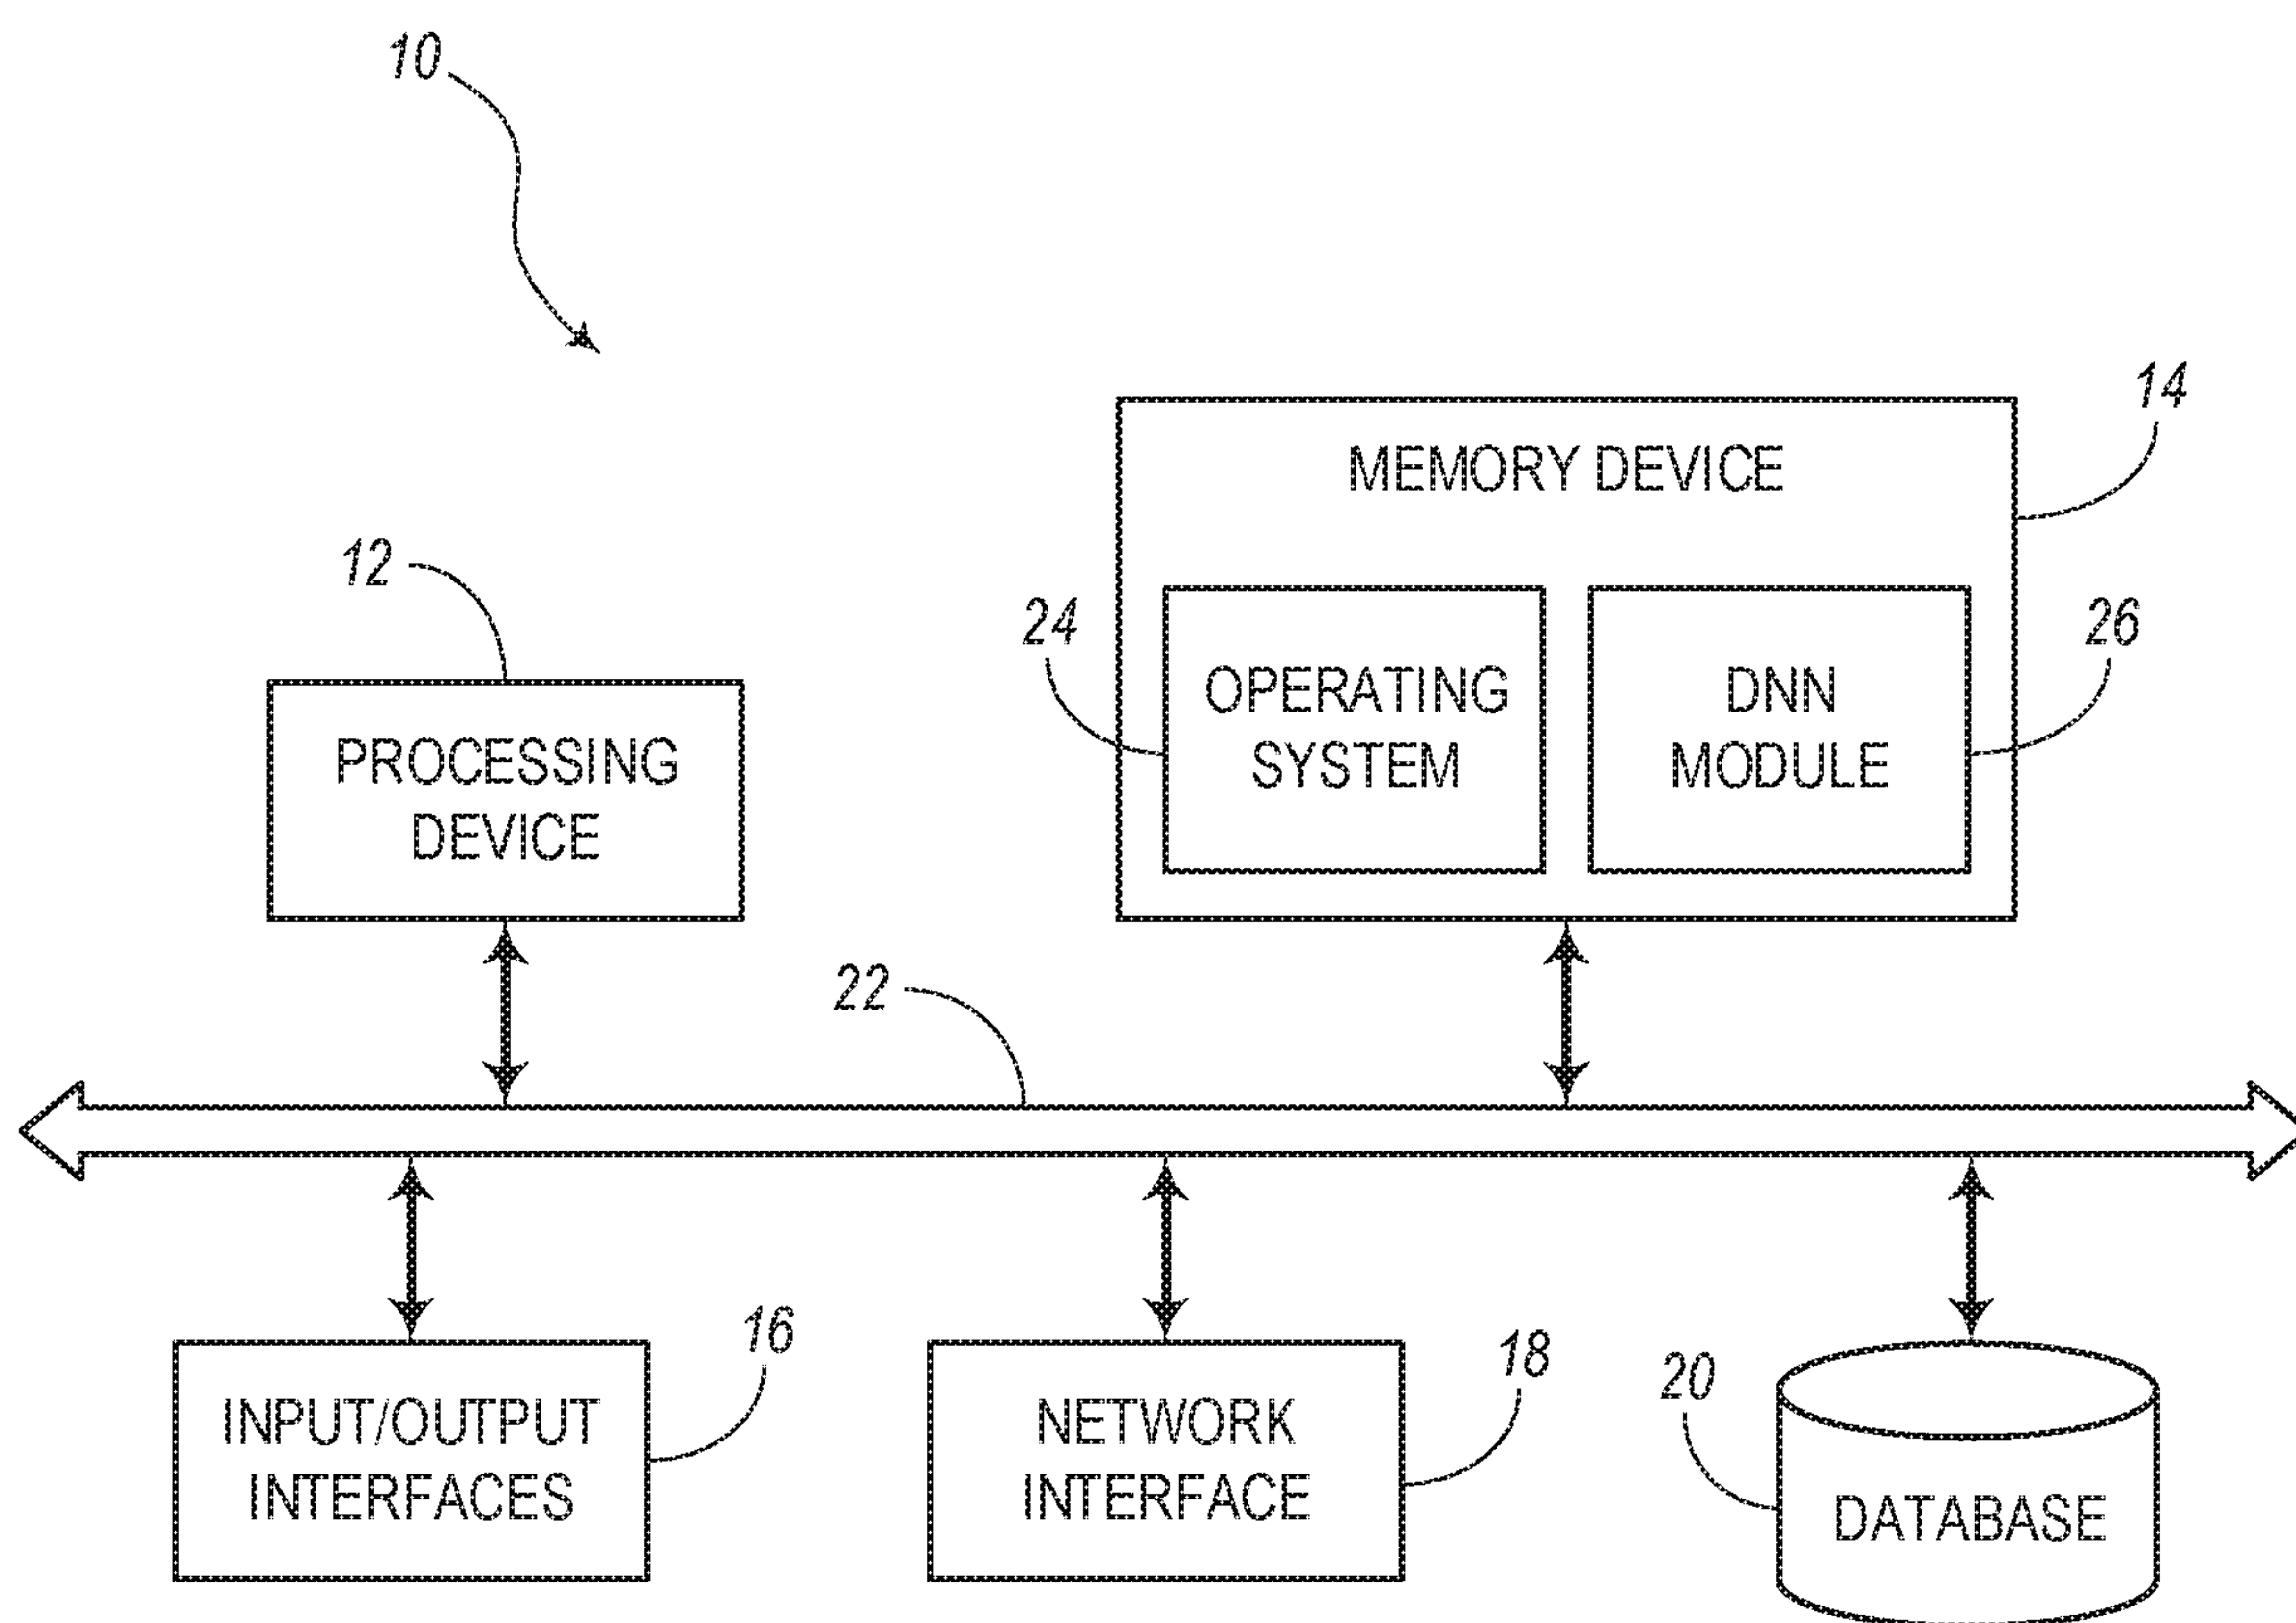 10
14
MEMORY DEVICE
12
24
26
OPERATING
SYSTEM
DNN
MODULE
PROCESSING
DEVICE
22
16
18
20
INPUT/OUTPUT
INTERFACES
NETWORK
INTERFACE
DATABASE